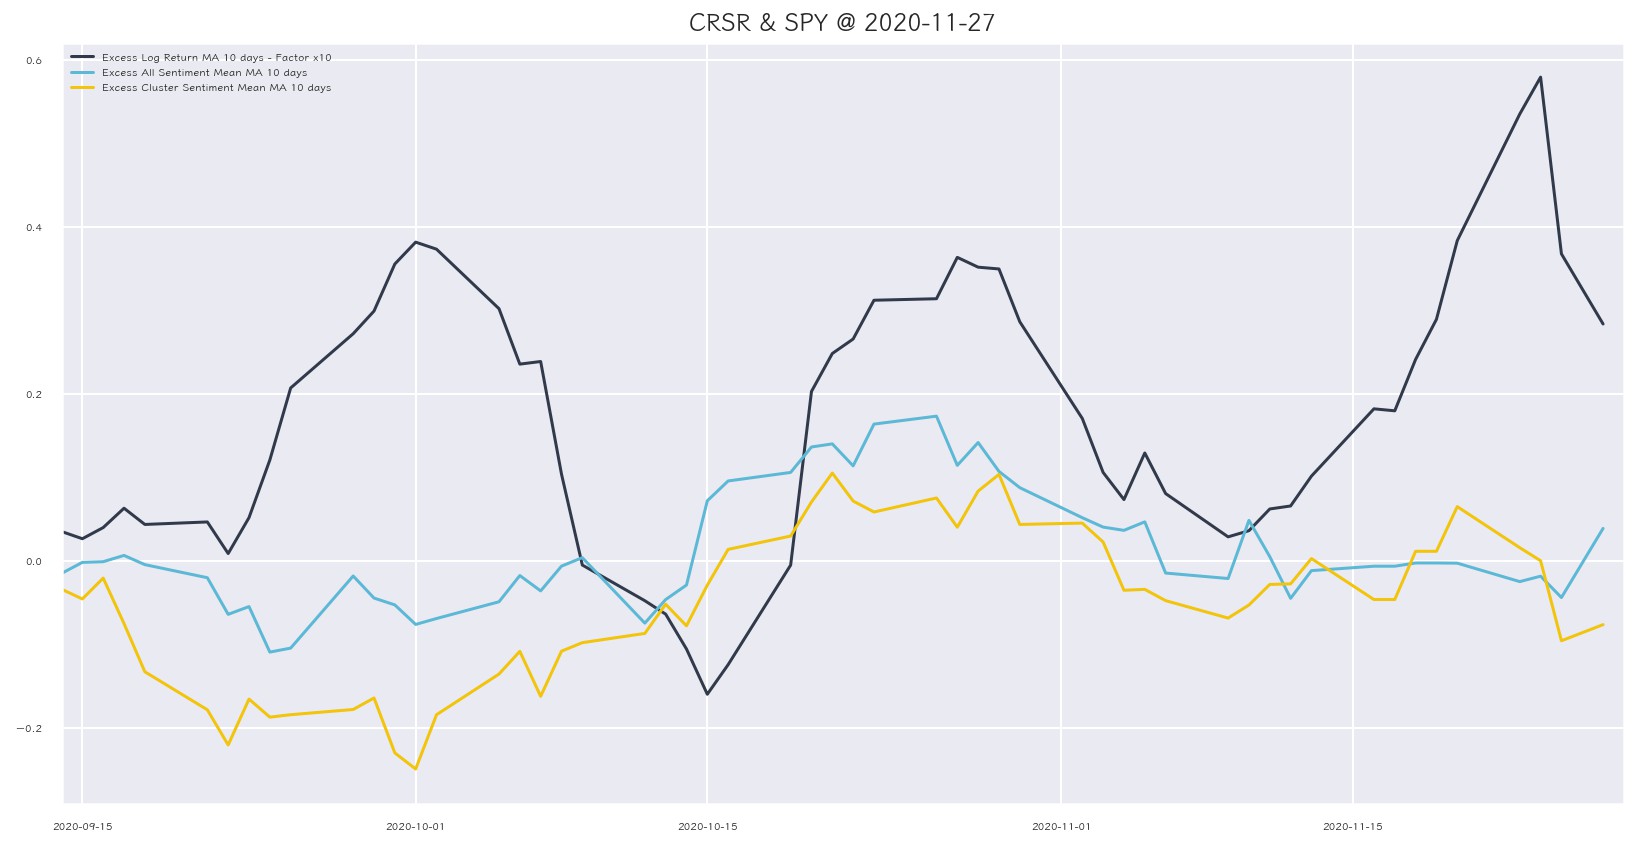 CRSR & SPY @ 2020-11-27
Excess Log Return MA 10 days - Factor x10
Excess All Sentiment Mean MA 10 days
Excess Cluster Sentiment Mean MA 10 days
0.6
0.4
0.2
0.0
−0.2
2020-09-15
2020-10-01
2020-10-15
2020-11-01
2020-11-15